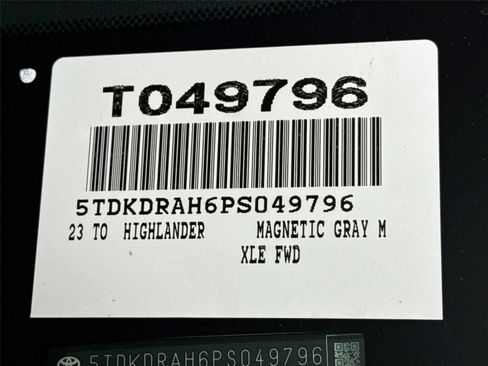 T049796
5TDKDRAH6PS049796
23 TO HIGHLANDER MAGNETIC GRAY M
XLE FWD
5TDKDRAH6PS049796